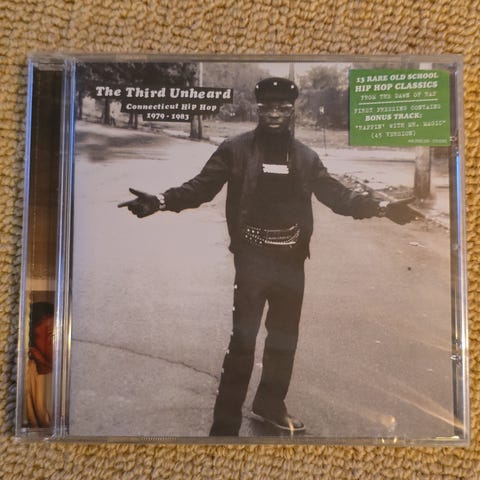 The Third Unheard
Connecticut Hip Hop
1979 - 1983
13 RARE OLD SCHOOL
HIP HOP CLASSICS
FROM THE DAWN OF RAP
FIRST PRESSING CONTAINS
BONUS TRACK:
"RAPPIN' WITH MR. MAGIC"
(45 VERSION)